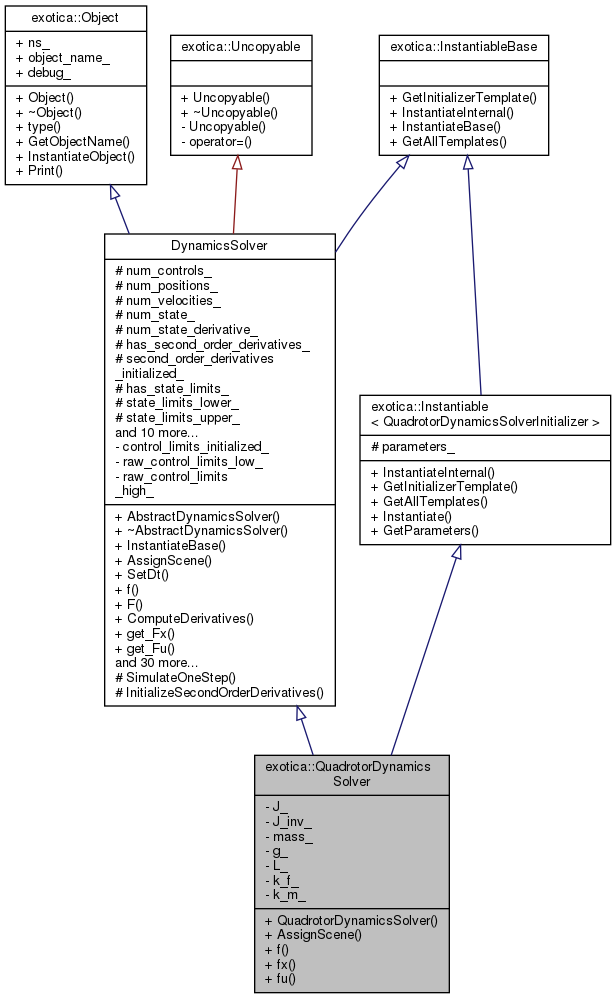 exotica::Object
+ ns_
+ object_name_
+ debug_
+ Object()
+ ~Object()
+ type()
+ GetObjectName()
+ InstantiateObject()
+ Print()
exotica::Uncopyable
+ Uncopyable()
+ ~Uncopyable()
- Uncopyable()
- operator=()
exotica::InstantiableBase
+ GetInitializerTemplate()
+ InstantiateInternal()
+ InstantiateBase()
+ GetAllTemplates()
DynamicsSolver
# num_controls_
# num_positions_
# num_velocities_
# num_state_
# num_state_derivative_
# has_second_order_derivatives_
# second_order_derivatives
_initialized_
# has_state_limits_
# state_limits_lower_
# state_limits_upper_
and 10 more...
- control_limits_initialized_
- raw_control_limits_low_
- raw_control_limits
_high_
+ AbstractDynamicsSolver()
+ ~AbstractDynamicsSolver()
+ InstantiateBase()
+ AssignScene()
+ SetDt()
+ f()
+ F()
+ ComputeDerivatives()
+ get_Fx()
+ get_Fu()
and 30 more...
# SimulateOneStep()
# InitializeSecondOrderDerivatives()
exotica::Instantiable
< QuadrotorDynamicsSolverInitializer >
# parameters_
+ InstantiateInternal()
+ GetInitializerTemplate()
+ GetAllTemplates()
+ Instantiate()
+ GetParameters()
exotica::QuadrotorDynamics
Solver
- J_
- J_inv_
- mass_
- g_
- L_
- k_f_
- k_m_
+ QuadrotorDynamicsSolver()
+ AssignScene()
+ f()
+ fx()
+ fu()